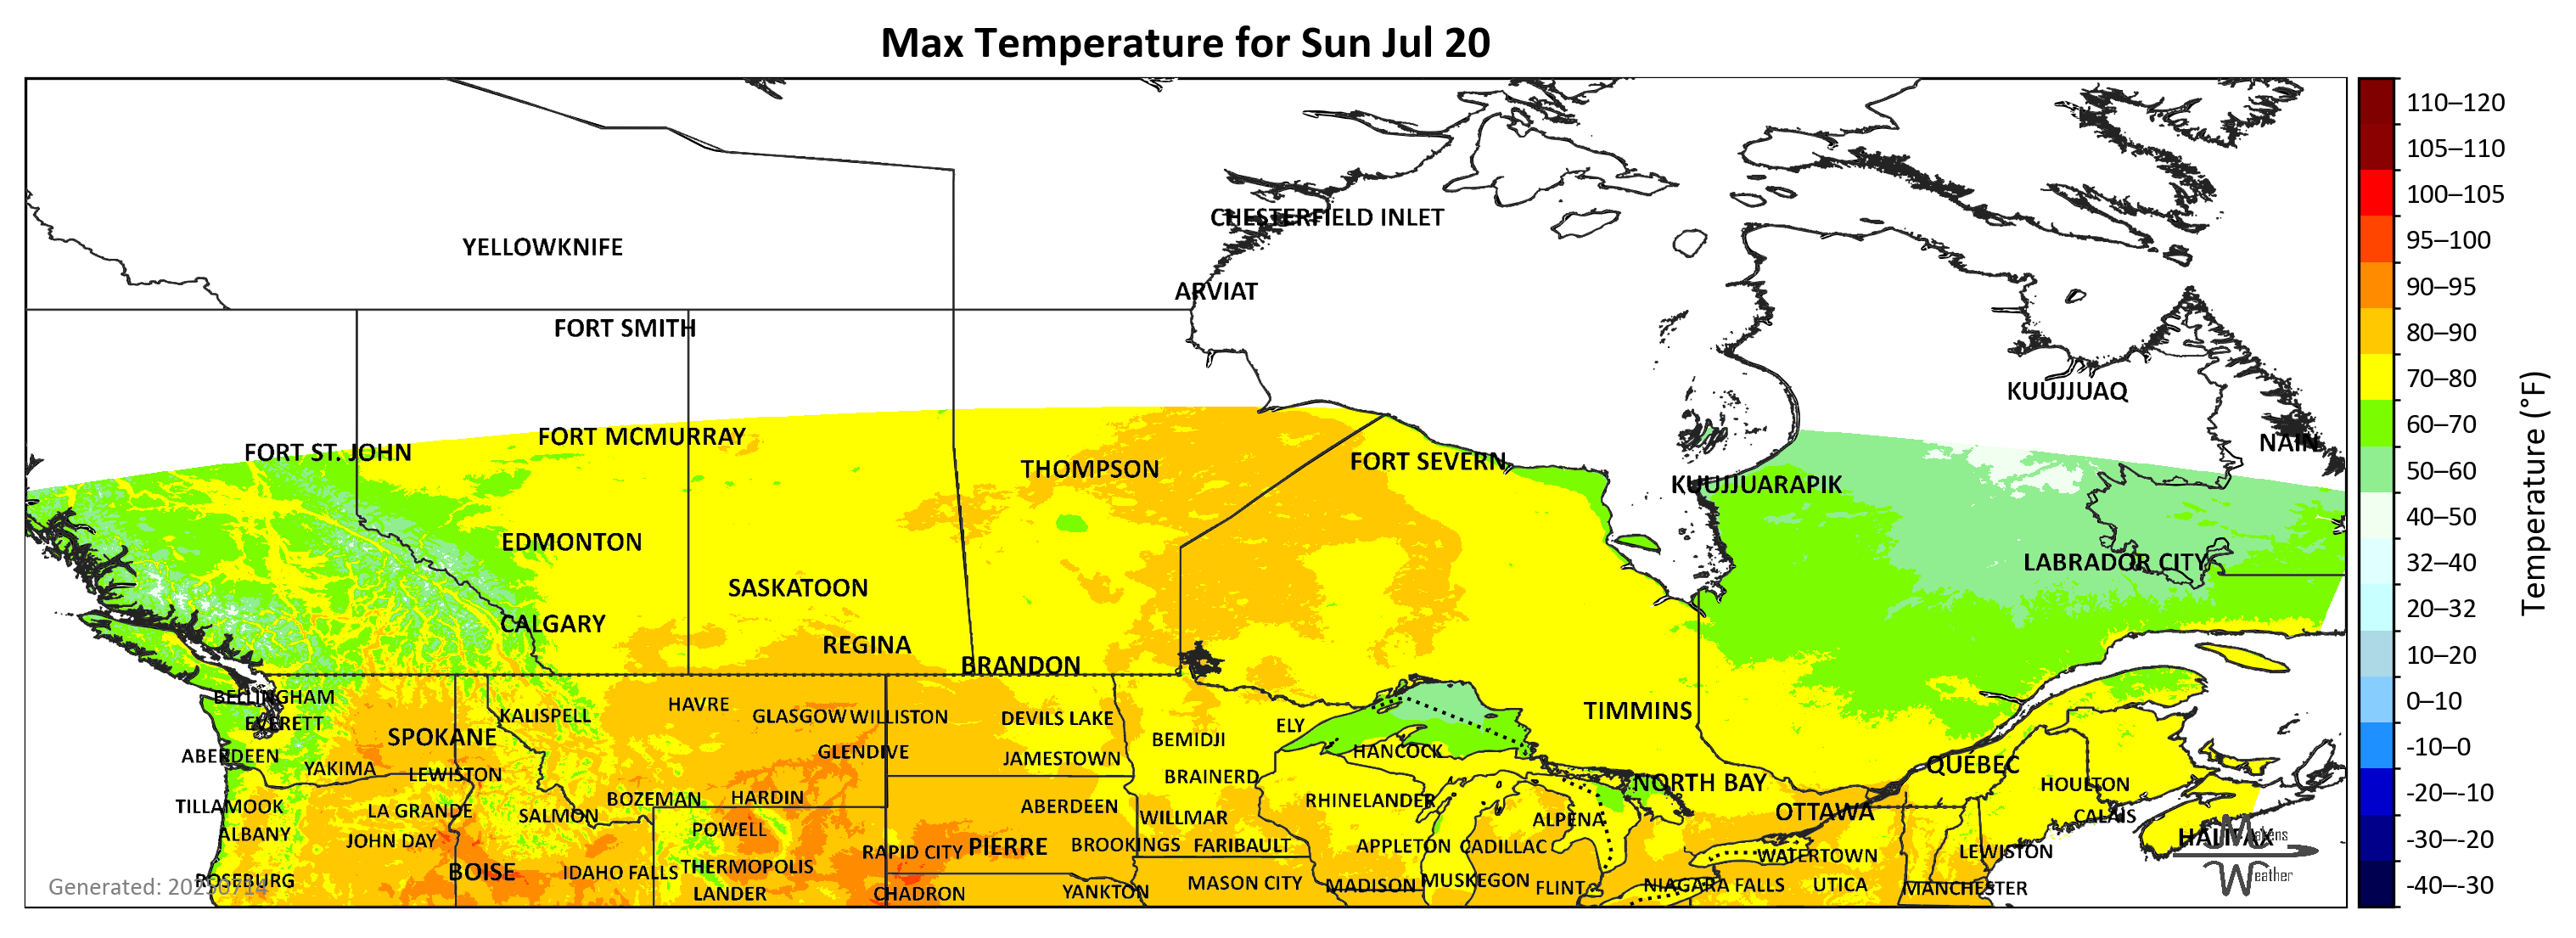 Max Temperature for Sun Jul 20
110–120
105–110
100–105
95–100
90–95
80–90
70–80
60–70
50–60
40–50
32–40
20–32
10–20
0–10
-10–0
-20–-10
-30–-20
-40–-30
Temperature (°F)
CHESTERFIELD INLET
YELLOWKNIFE
ARVIAT
FORT SMITH
KUUJJUAQ
FORT MCMURRAY
NAIN
FORT ST. JOHN
FORT SEVERN
THOMPSON
KUUJJUARAPIK
EDMONTON
LABRADOR CITY
SASKATOON
CALGARY
REGINA
BRANDON
BELLINGHAM
HAVRE
TIMMINS
KALISPELL
GLASGOW
WILLISTON
DEVILS LAKE
EVERETT
ELY
SPOKANE
BEMIDJI
HANCOCK
GLENDIVE
ABERDEEN
JAMESTOWN
QUÉBEC
YAKIMA
LEWISTON
BRAINERD
NORTH BAY
HOULTON
BOZEMAN
HARDIN
RHINELANDER
TILLAMOOK
LA GRANDE
ABERDEEN
OTTAWA
SALMON
WILLMAR
CALAIS
ALPENA
POWELL
ALBANY
HALIFAX
Matens
Weather
JOHN DAY
BROOKINGS
FARIBAULT
APPLETON
CADILLAC
PIERRE
RAPID CITY
LEWISTON
WATERTOWN
THERMOPOLIS
BOISE
IDAHO FALLS
ROSEBURG
MUSKEGON
MASON CITY
MADISON
FLINT
NIAGARA FALLS
UTICA
MANCHESTER
Generated: 20250714
LANDER
CHADRON
YANKTON